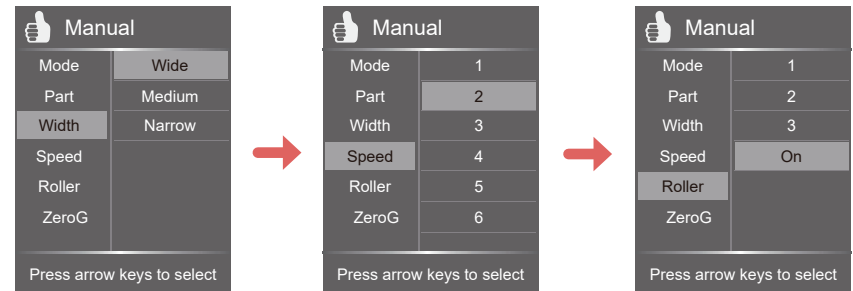 Manual
Mode Wide
Part Medium
Width Narrow
Speed
Roller
ZeroG
Press arrow keys to select
Manual
Mode 1
Part 2
Width 3
Speed 4
Roller 5
ZeroG 6
Press arrow keys to select
Manual
Mode 1
Part 2
Width 3
Speed On
Roller
ZeroG
Press arrow keys to select